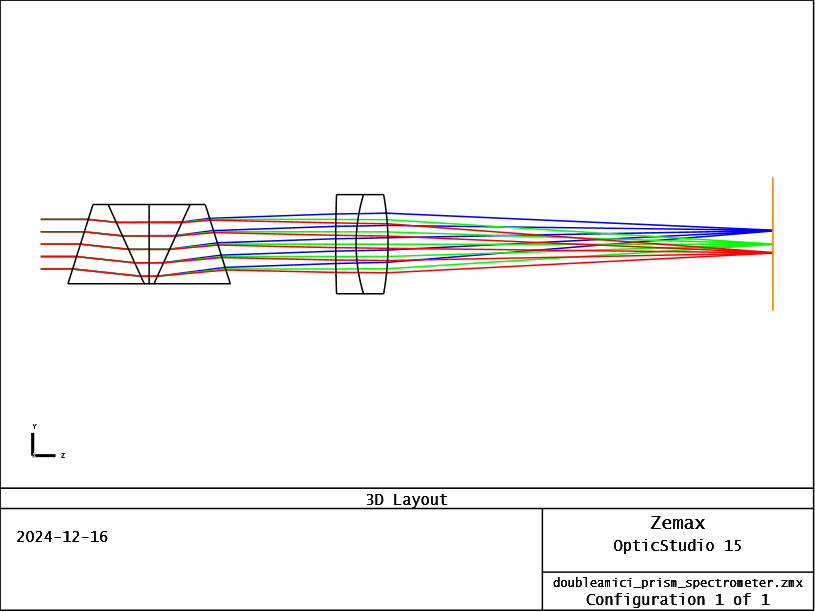 Y
Z
3D Layout
2024-12-16
Zemax
OpticStudio 15
doubleamici_prism_spectrometer.zmx
Configuration 1 of 1